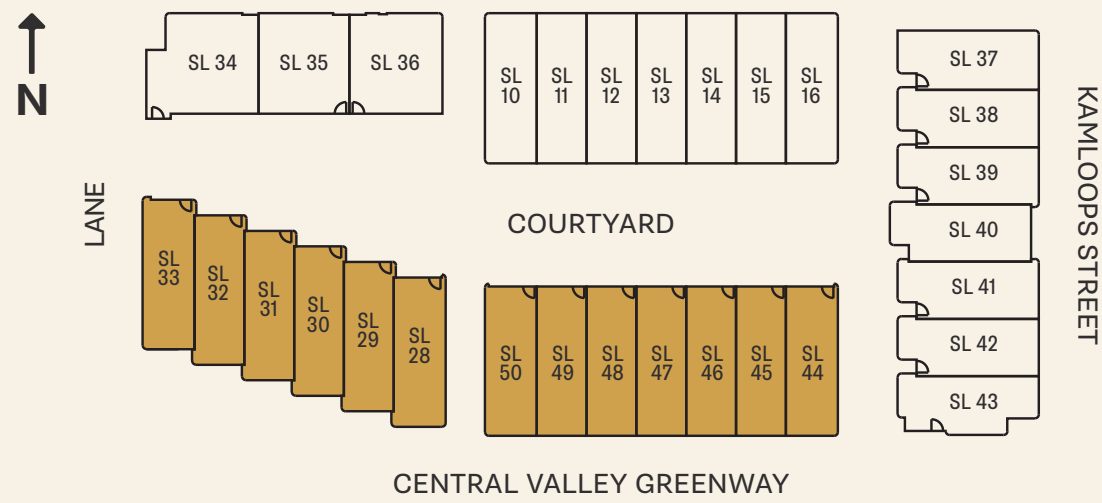 N
SL 34
SL 35
SL 36
SL
10
SL
11
SL
12
SL
13
SL
14
SL
15
SL
16
SL 37
SL 38
SL 39
SL 40
SL 41
SL 42
SL 43
KAMLOOPS STREET
LANE
COURTYARD
SL
33
SL
32
SL
31
SL
30
SL
29
SL
28
SL
50
SL
49
SL
48
SL
47
SL
46
SL
45
SL
44
CENTRAL VALLEY GREENWAY